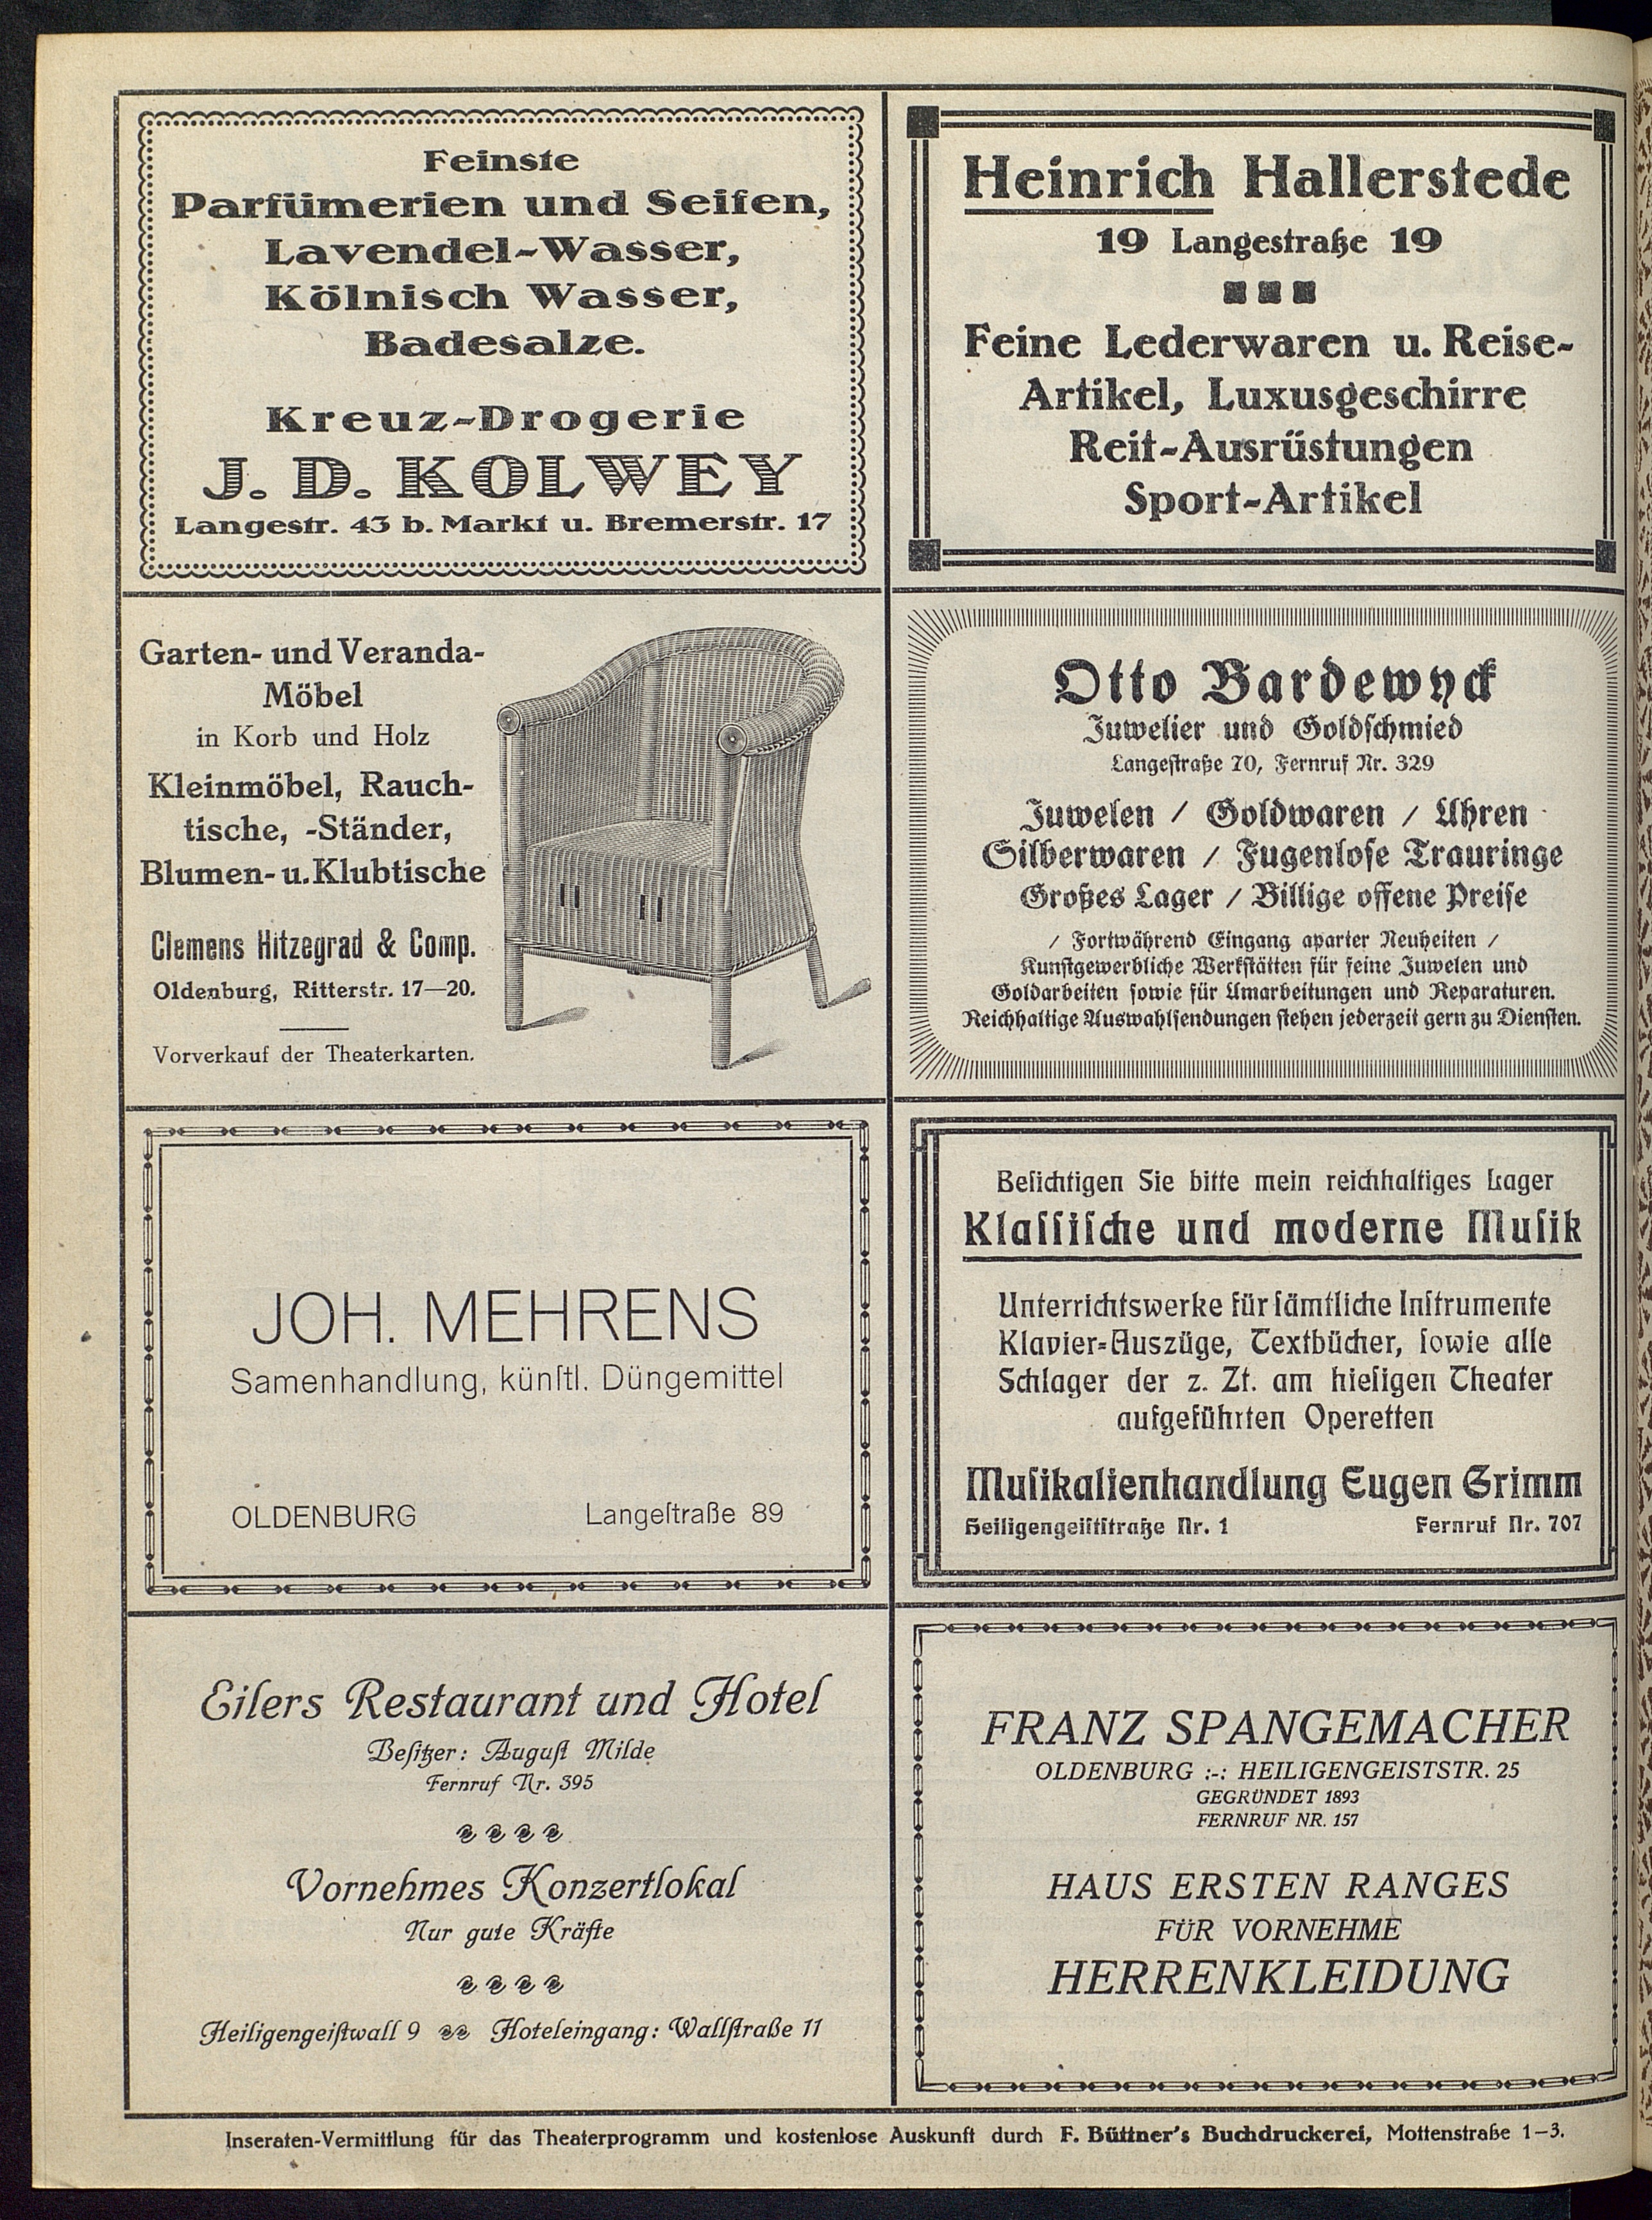 Feinste
Parfümerien und Seifen,
Lavendel-Wasser,
Kölnisch Wasser,
Badesalze.
Kreuz-Drogerie
J. D. KOLWEY
Langestr. 43 b. Markt u. Bremerstr. 17
Heinrich Hallerstede
19 Langestraße 19
Feine Lederwaren u. Reise-
Artikel, Luxusgeschirre
Reit-Ausrüstungen
Sport-Artikel
Garten- und Veranda-
Möbel
in Korb und Holz
Kleinmöbel, Rauch-
tische, -Ständer,
Blumen- u. Klubtische
Clemens Hitzegrad & Comp.
Oldenburg, Ritterstr. 17—20.
Vorverkauf der Theaterkarten.
Otto Bardewyck
Juwelier und Goldſchmied
Langeſtraße 70, Fernruf Nr. 329
Juwelen / Goldwaren / Uhren
Silberwaren / Fugenloſe Trauringe
Großes Lager / Billige offene Preiſe
/ Fortwährend Eingang aparter Neuheiten /
Kunſtgewerbliche Werkſtätten für feine Juwelen und
Goldarbeiten ſowie für Umarbeitungen und Reparaturen.
Reichhaltige Auswahlſendungen ſtehen jederzeit gern zu Dienſten.
JOH. MEHRENS
Samenhandlung, künſtl. Düngemittel
OLDENBURG Langeſtraße 89
Beſichtigen Sie bitte mein reichhaltiges Lager
Klaſſiſche und moderne Muſik
Unterrichtswerke für ſämtliche Inſtrumente
Klavier-Auszüge, Textbücher, ſowie alle
Schlager der z. Zt. am hieſigen Theater
aufgeführten Operetten
Muſikalienhandlung Eugen Grimm
Heiligengeiſtſtraße Nr. 1 Fernruf Nr. 707
Eilers Restaurant und Hotel
Beſitzer: Auguſt Milde
Fernruf Nr. 395
Vornehmes Konzertlokal
Nur gute Kräfte
Heiligengeiſtwall 9 Hoteleingang: Wallſtraße 11
FRANZ SPANGEMACHER
OLDENBURG :-: HEILIGENGEISTSTR. 25
GEGRÜNDET 1893
FERNRUF NR. 157
HAUS ERSTEN RANGES
FÜR VORNEHME
HERRENKLEIDUNG
Inseraten-Vermittlung für das Theaterprogramm und kostenlose Auskunft durch F. Büttner's Buchdruckerei, Mottenstraße 1–3.